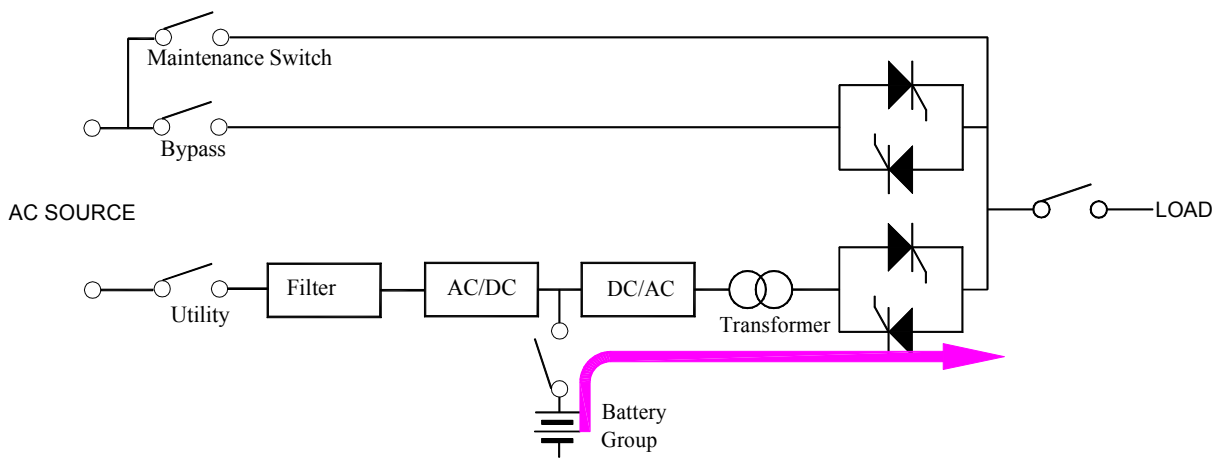 Maintenance Switch
Bypass
AC SOURCE
LOAD
Filter
AC/DC
DC/AC
Utility
Transformer
Battery
Group